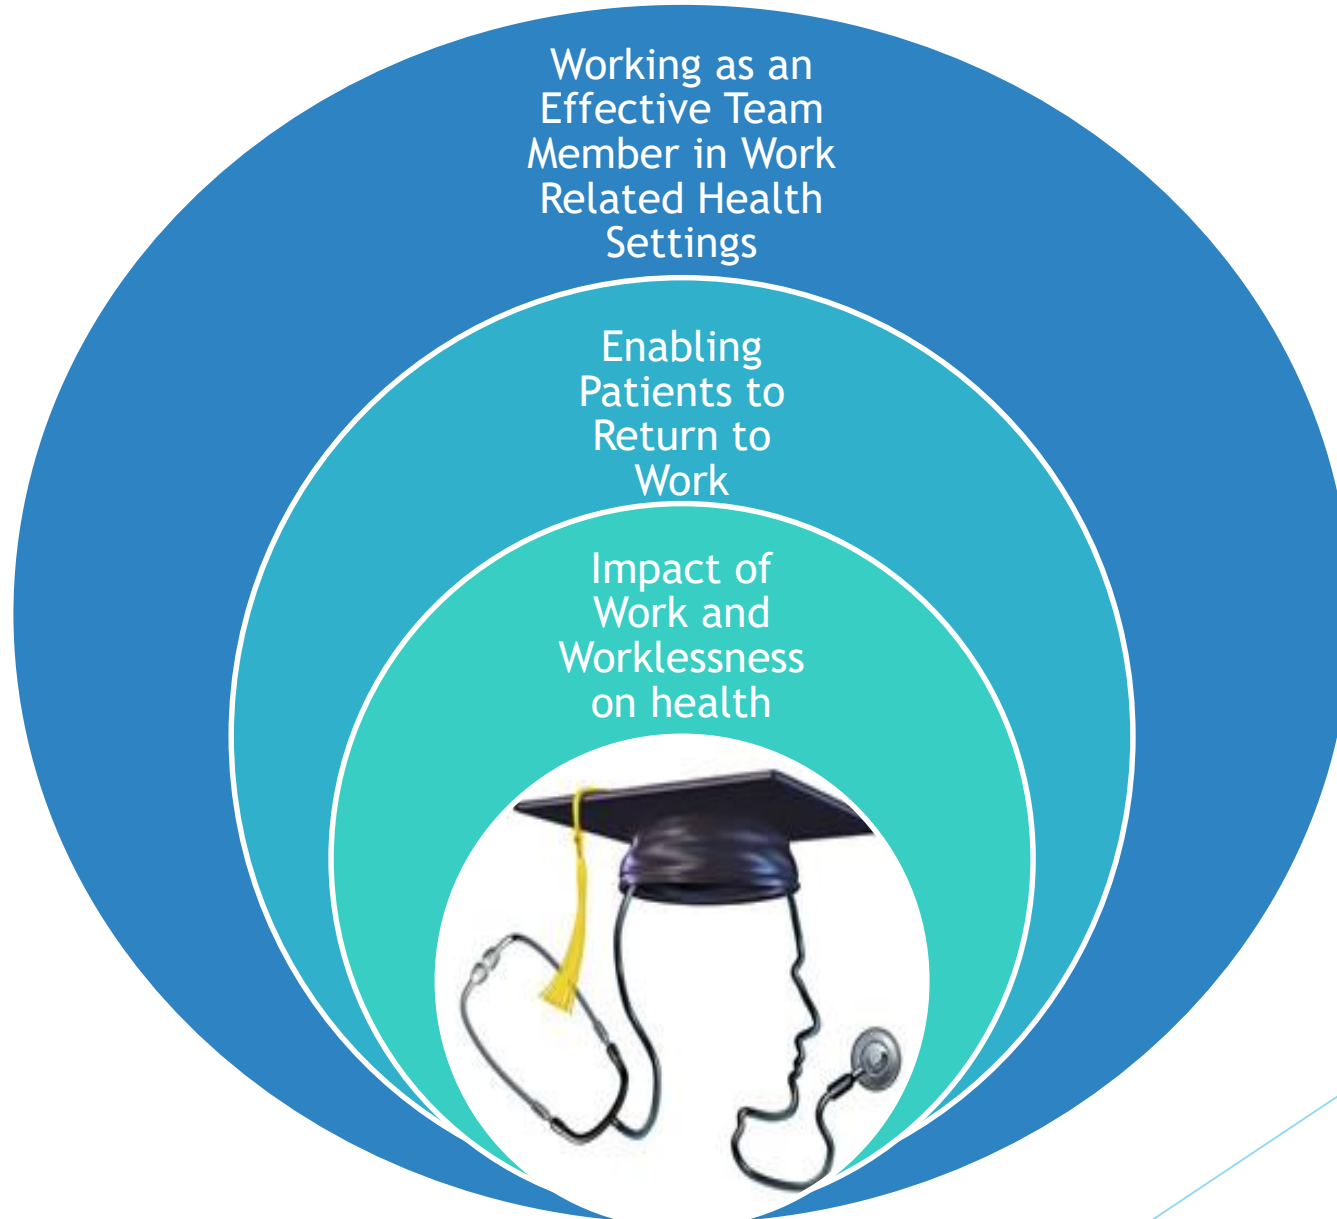 Working as an
Effective Team
Member in Work
Related Health
Settings
Enabling
Patients to
Return to
Work
Impact of
Work and
Worklessness
on health